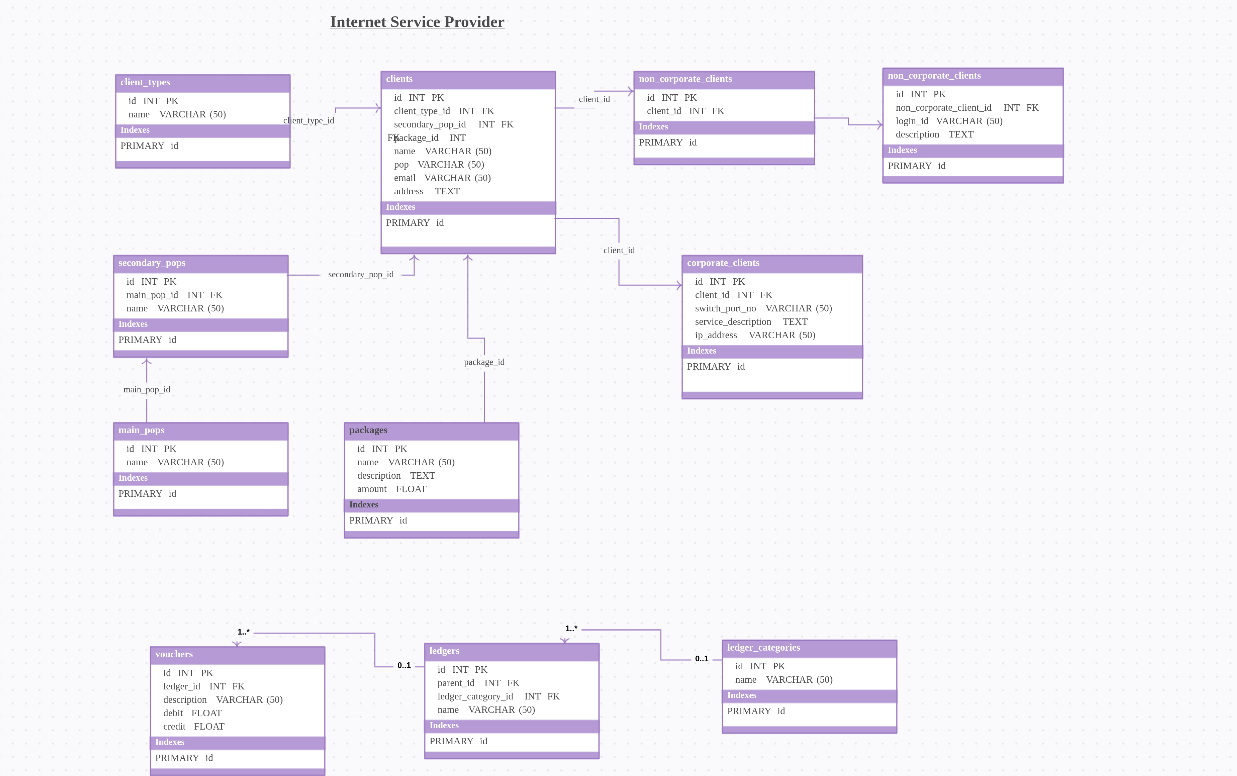 Internet Service Provider
client_types
id INT PK
name VARCHAR (50)
Indexes
PRIMARY id
client_type_id
clients
id INT PK
client_type_id INT FK
secondary_pop_id INT FK
package_id INT
FK
name VARCHAR (50)
pop VARCHAR (50)
email VARCHAR (50)
address TEXT
Indexes
PRIMARY id
client_id
non_corporate_clients
id INT PK
client_id INT FK
Indexes
PRIMARY id
non_corporate_clients
id INT PK
non_corporate_client_id INT FK
login_id VARCHAR (50)
description TEXT
Indexes
PRIMARY id
client_id
corporate_clients
id INT PK
client_id INT FK
switch_port_no VARCHAR (50)
service_description TEXT
ip_address VARCHAR (50)
Indexes
PRIMARY id
secondary_pops
id INT PK
main_pop_id INT FK
name VARCHAR (50)
Indexes
PRIMARY id
secondary_pop_id
main_pop_id
package_id
main_pops
id INT PK
name VARCHAR (50)
Indexes
PRIMARY id
packages
id INT PK
name VARCHAR (50)
description TEXT
amount FLOAT
Indexes
PRIMARY id
1..*
0..1
1..*
0..1
vouchers
id INT PK
ledger_id INT FK
description VARCHAR (50)
debit FLOAT
credit FLOAT
Indexes
PRIMARY id
ledgers
id INT PK
parent_id INT FK
ledger_category_id INT FK
name VARCHAR (50)
Indexes
PRIMARY id
ledger_categories
id INT PK
name VARCHAR (50)
Indexes
PRIMARY id